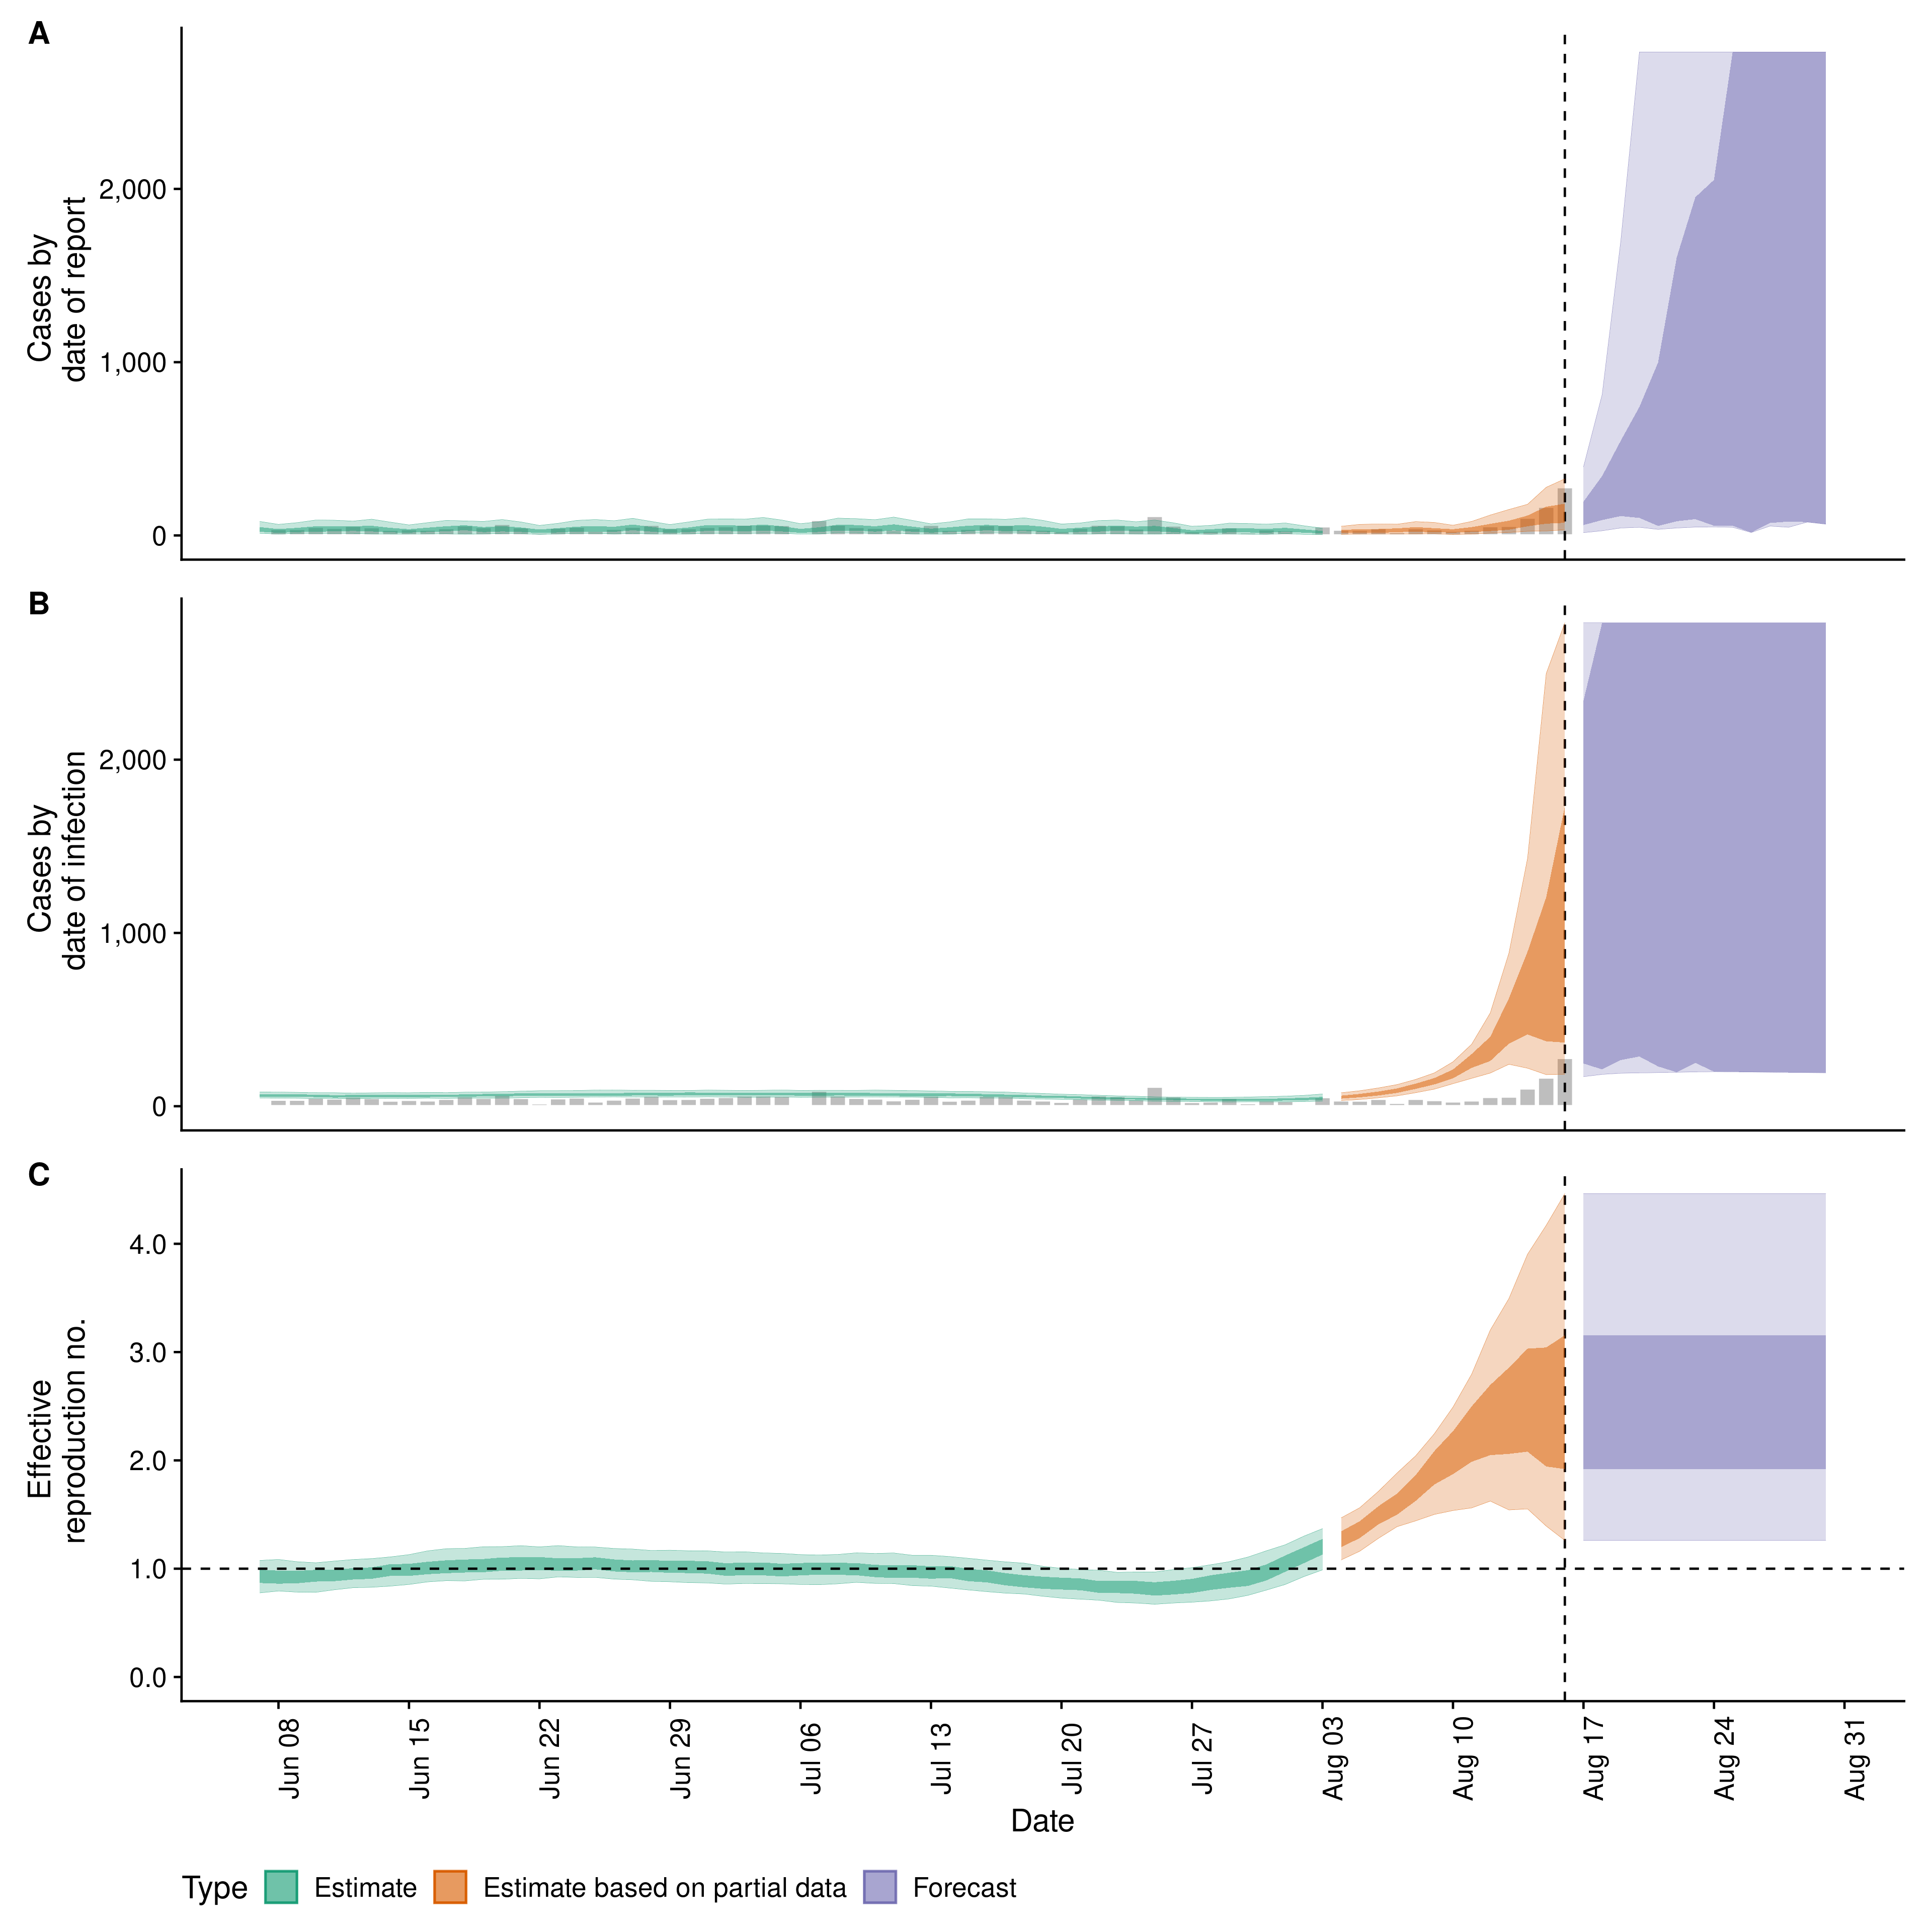 A
Cases by
date of report
2,000
1,000
0
B
Cases by
date of infection
2,000
1,000
0
C
Effective
reproduction no.
4.0
3.0
2.0
1.0
0.0
Jun 08
Jun 15
Jun 22
Jun 29
Jul 06
Jul 13
Jul 20
Jul 27
Aug 03
Aug 10
Aug 17
Aug 24
Aug 31
Date
Type Estimate Estimate based on partial data Forecast